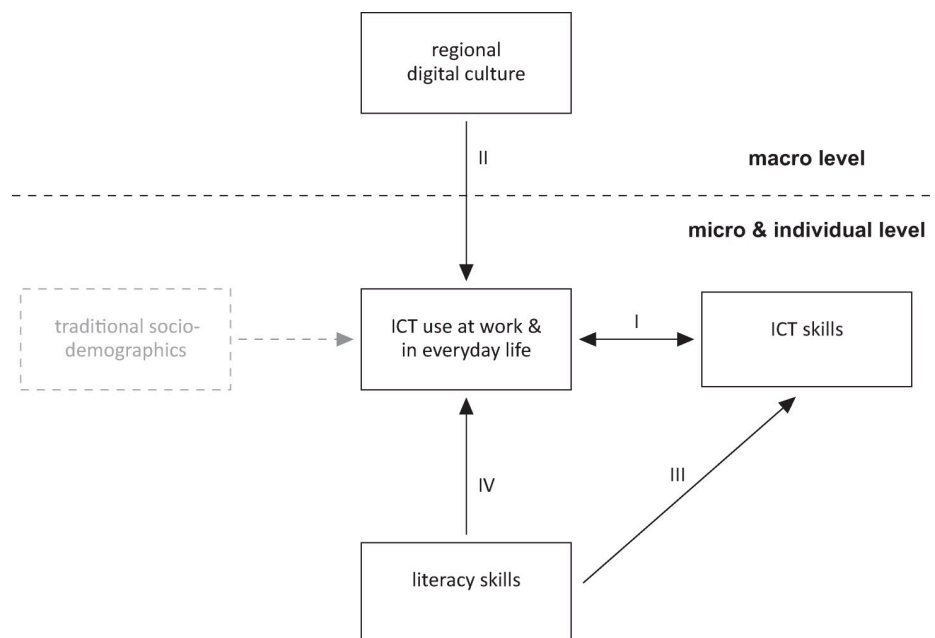 regional
digital culture
II
macro level
micro & individual level
traditional socio-
demographics
ICT use at work &
in everyday life
I
ICT skills
IV
III
literacy skills